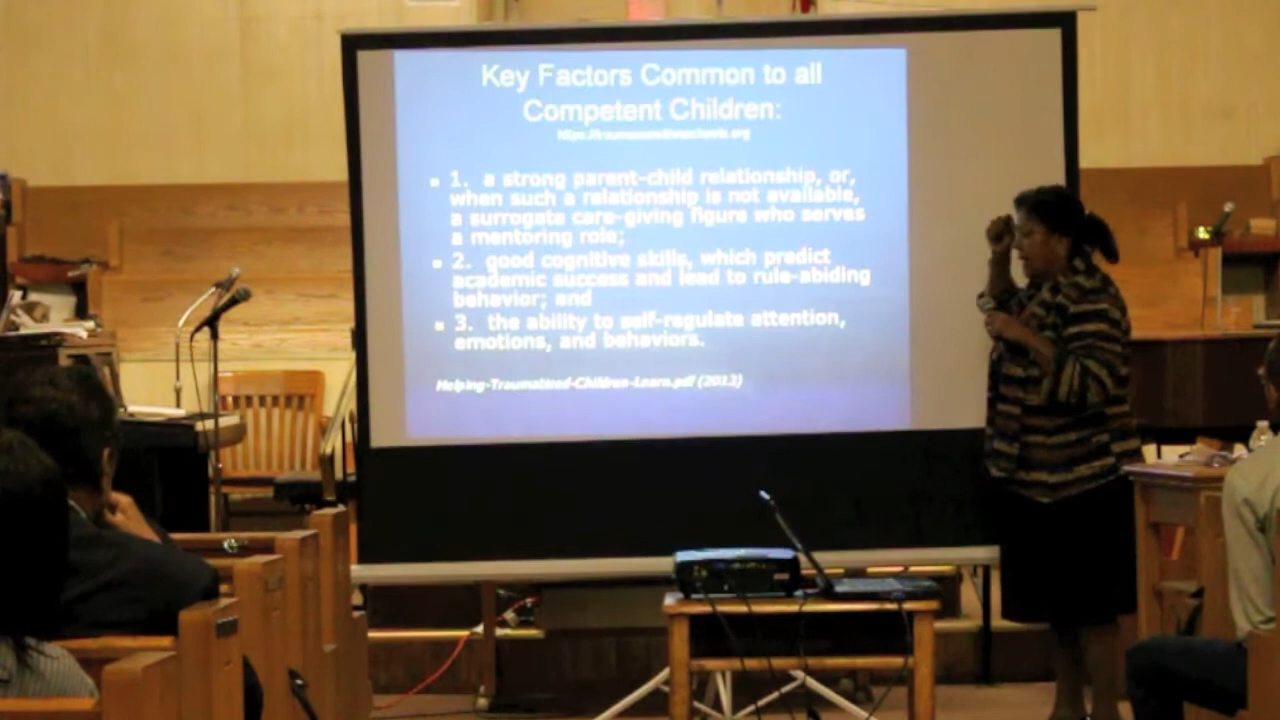 Key Factors Common to all
Competent Children:
https://traumasensitiveschools.org
▪ 1. a strong parent-child relationship, or,
when such a relationship is not available,
a surrogate care-giving figure who serves
a mentoring role;
▪ 2. good cognitive skills, which predict
academic success and lead to rule-abiding
behavior; and
▪ 3. the ability to self-regulate attention,
emotions, and behaviors.
Helping-Traumatized-Children-Learn.pdf (2013)